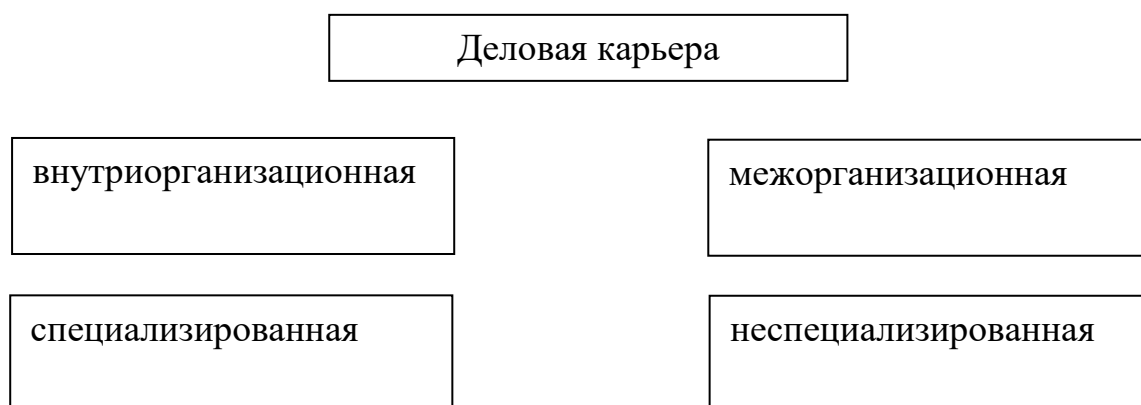 Деловая карьера
внутриорганизационная
межорганизационная
специализированная
неспециализированная